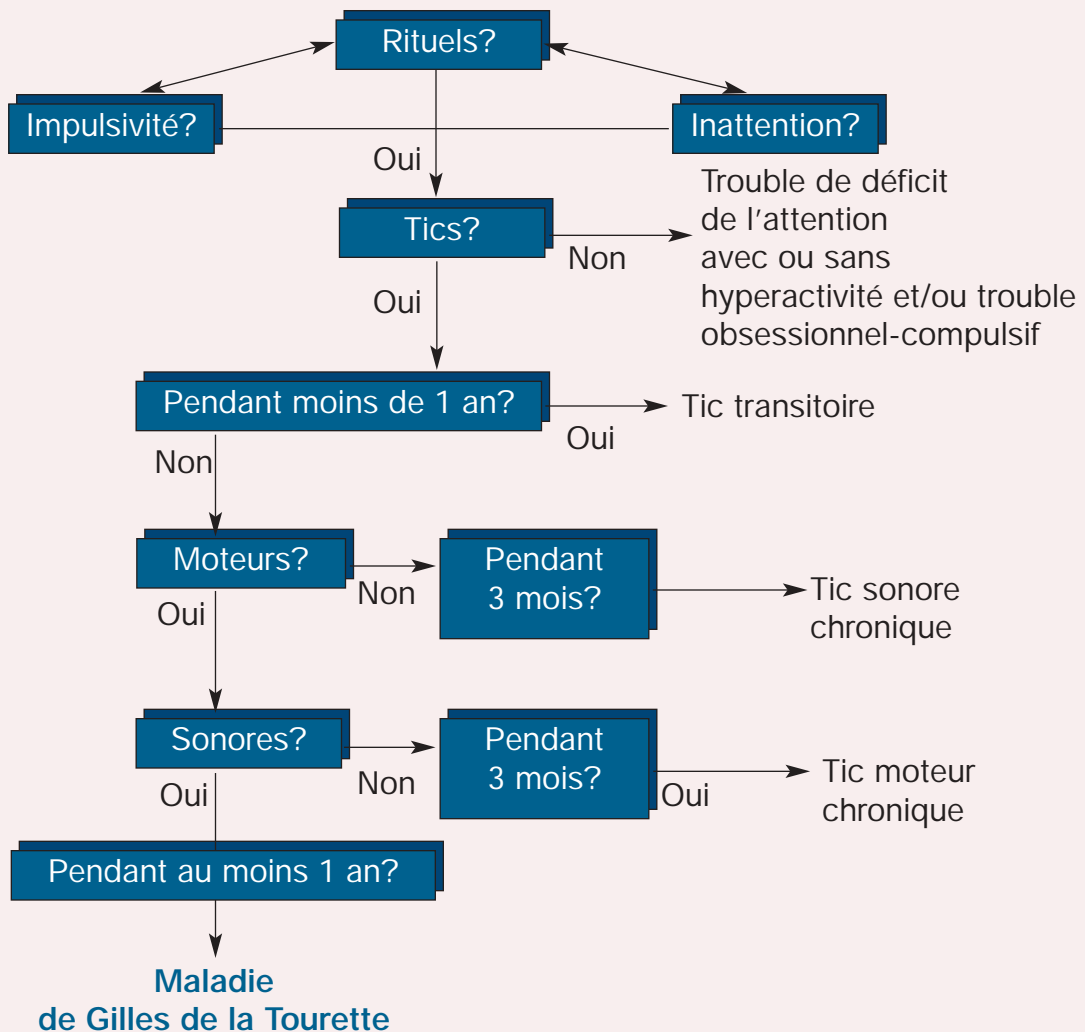 Rituels?
Impulsivité?
Inattention?
Oui
Tics?
Non
Trouble de déficit
de l'attention
avec ou sans
hyperactivité et/ou trouble
obsessionnel-compulsif
Oui
Pendant moins de 1 an?
Oui
Tic transitoire
Non
Moteurs?
Non
Pendant
3 mois?
Tic sonore
chronique
Oui
Sonores?
Non
Pendant
3 mois?
Oui
Tic moteur
chronique
Oui
Pendant au moins 1 an?
Maladie
de Gilles de la Tourette